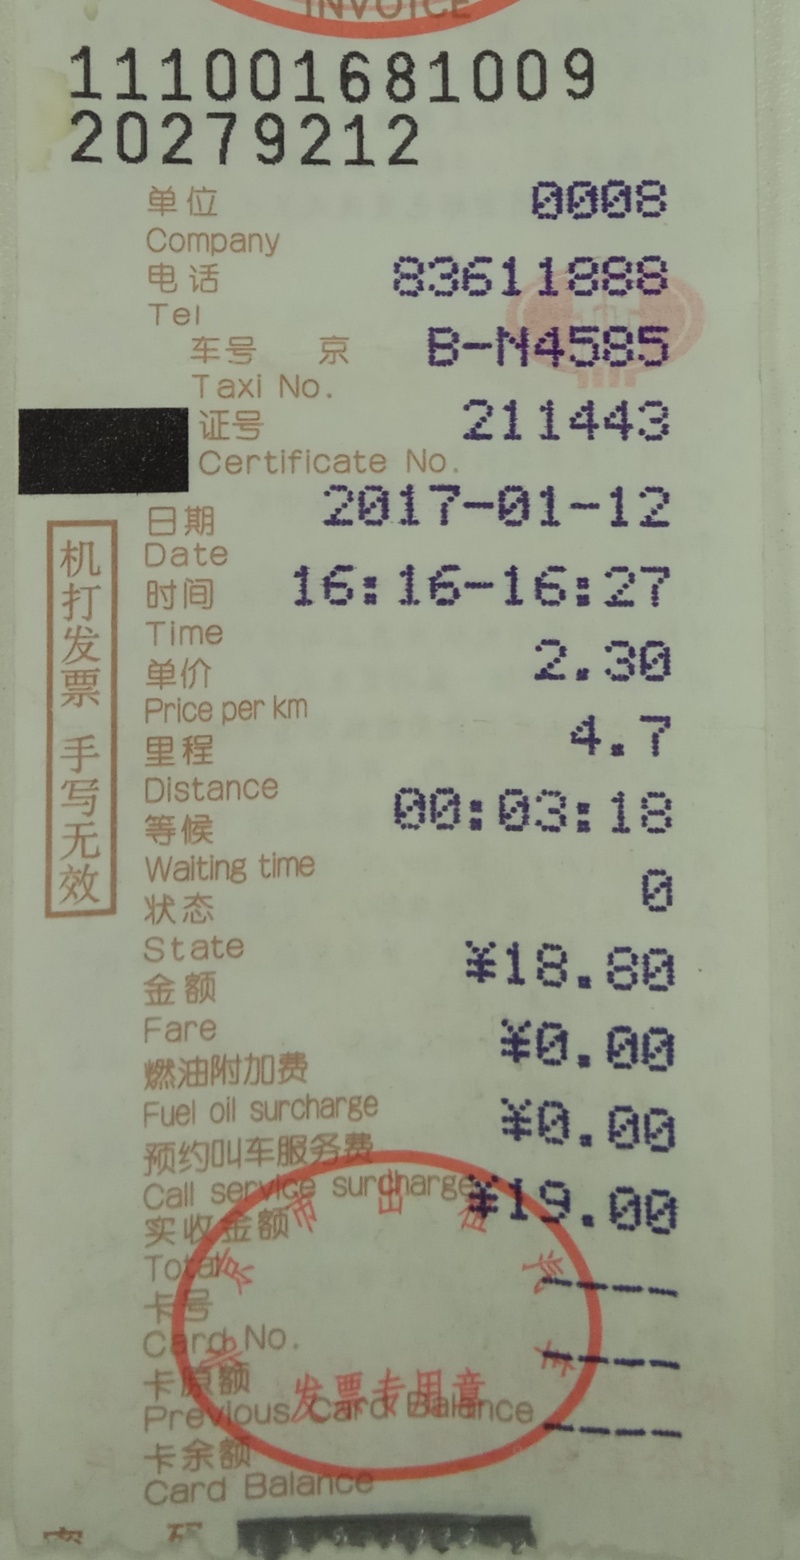 INVOICE
111001681009
20279212
单位 0008
Company
电话 83611888
Tel
车号 京 B-N4585
Taxi No.
证号 211443
Certificate No.
日期 2017-01-12
Date
时间 16:16-16:27
Time
单价 2.30
Price per km
里程 4.7
Distance
等候 00:03:18
Waiting time
状态 0
State
金额 ¥18.80
Fare
燃油附加费 ¥0.00
Fuel oil surcharge
预约叫车服务费 ¥0.00
Call service surcharge
实收金额 ¥19.00
Total
卡号 ----
Card No.
卡原额 ----
Previous Card Balance
卡余额 ----
Card Balance
机打发票 手写无效
京市出租汽车
发票专用章